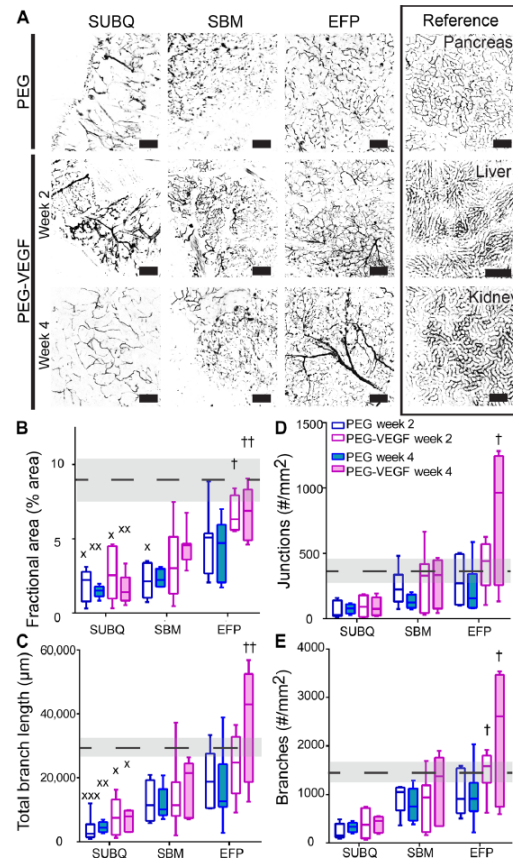 A
SUBQ
SBM
EFP
Reference
PEG
Pancreas
PEG-VEGF
Week 2
Liver
Week 4
Kidney
B
Fractional area (% area)
10
5
0
x
xx
x
xx
x
†
††
SUBQ
SBM
EFP
D
Junctions (#/mm2)
1500
1000
500
0
PEG week 2
PEG-VEGF week 2
PEG week 4
PEG-VEGF week 4
†
SUBQ
SBM
EFP
C
Total branch length (µm)
60,000
40,000
20,000
0
xxx
xx
x
x
††
SUBQ
SBM
EFP
E
Branches (#/mm2)
4000
3000
2000
1000
0
†
†
SUBQ
SBM
EFP